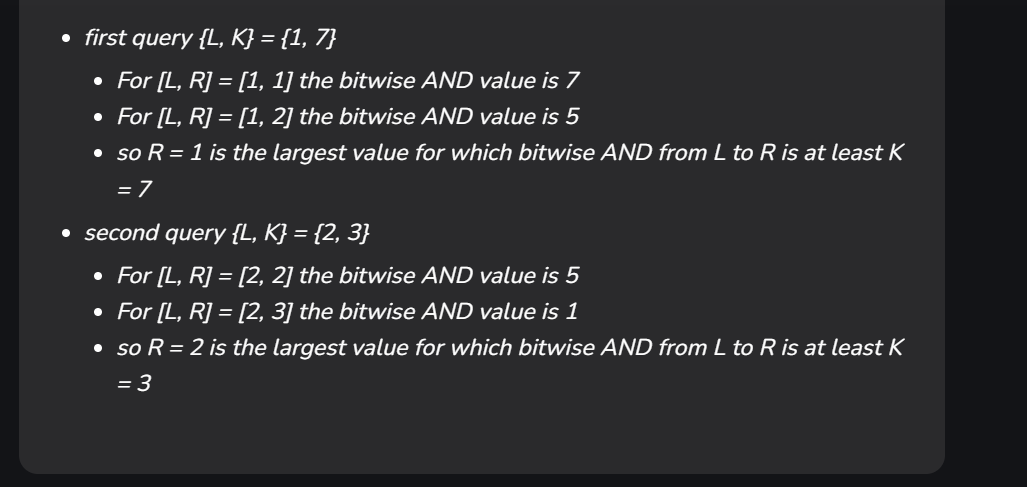 first query {L, K} = {1, 7}
For [L, R] = [1, 1] the bitwise AND value is 7
For [L, R] = [1, 2] the bitwise AND value is 5
so R = 1 is the largest value for which bitwise AND from L to R is at least K
= 7
second query {L, K} = {2, 3}
For [L, R] = [2, 2] the bitwise AND value is 5
For [L, R] = [2, 3] the bitwise AND value is 1
so R = 2 is the largest value for which bitwise AND from L to R is at least K
= 3